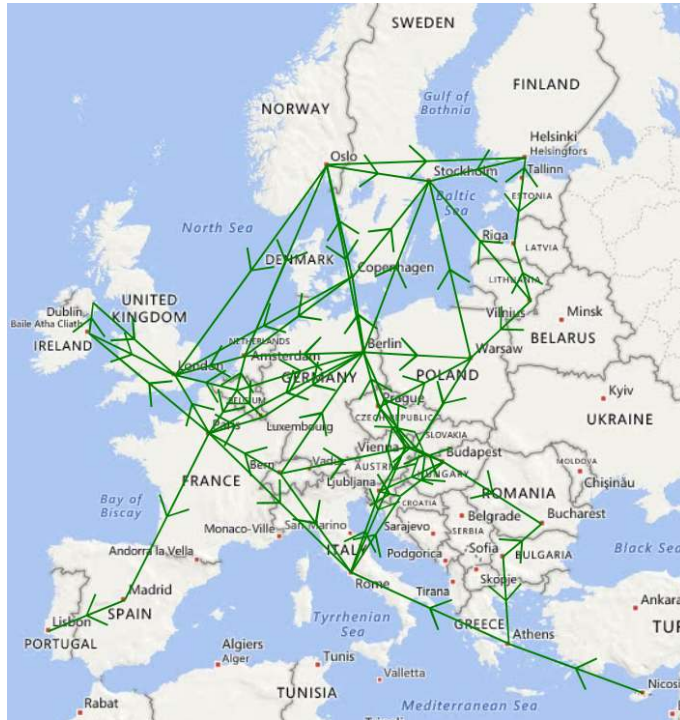 SWEDEN
FINLAND
NORWAY
Gulf of
Bothnia
Helsinki
Helsingfors
Oslo
Stockholm
Tallinn
Baltic
Sea
ESTONIA
North Sea
Riga
LATVIA
DENMARK
Copenhagen
LITHUANIA
UNITED
KINGDOM
Dublin
Baile Atha Cliath
IRELAND
Vilnius
Minsk
BELARUS
NETHERLANDS
Berlin
Warsaw
London
Amsterdam
GERMANY
POLAND
BELGIUM
Prague
Kyiv
CZECH REPUBLIC
UKRAINE
Paris
Luxembourg
SLOVAKIA
Vienna
Budapest
Bern
Vaduz
AUSTRIA
HUNGARY
MOLDOVA
Chișinău
FRANCE
Ljubljana
ROMANIA
CROATIA
Bay of
Biscay
Belgrade
Bucharest
Monaco-Ville
San Marino
Sarajevo
SERBIA
Andorra la Vella
ITALY
Podgorica
Sofia
BULGARIA
Black Sea
Madrid
Rome
Tirana
Skopje
Ankara
SPAIN
Lisbon
PORTUGAL
Tyrrhenian
Sea
GREECE
TUR
Athens
Algiers
Alger
Tunis
Valletta
Nicosi
Rabat
TUNISIA
Mediterranean Sea